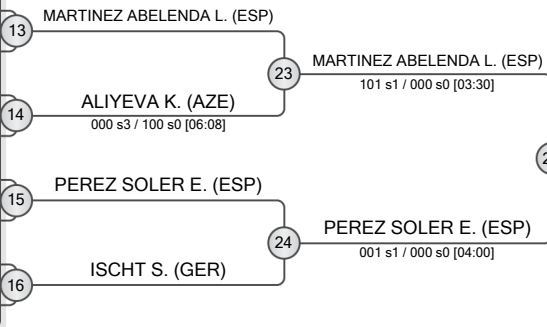 13
MARTINEZ ABELENDA L. (ESP)
23
MARTINEZ ABELENDA L. (ESP)
101 s1 / 000 s0 [03:30]
14
ALIYEVA K. (AZE)
000 s3 / 100 s0 [06:08]
15
PEREZ SOLER E. (ESP)
24
PEREZ SOLER E. (ESP)
001 s1 / 000 s0 [04:00]
16
ISCHT S. (GER)